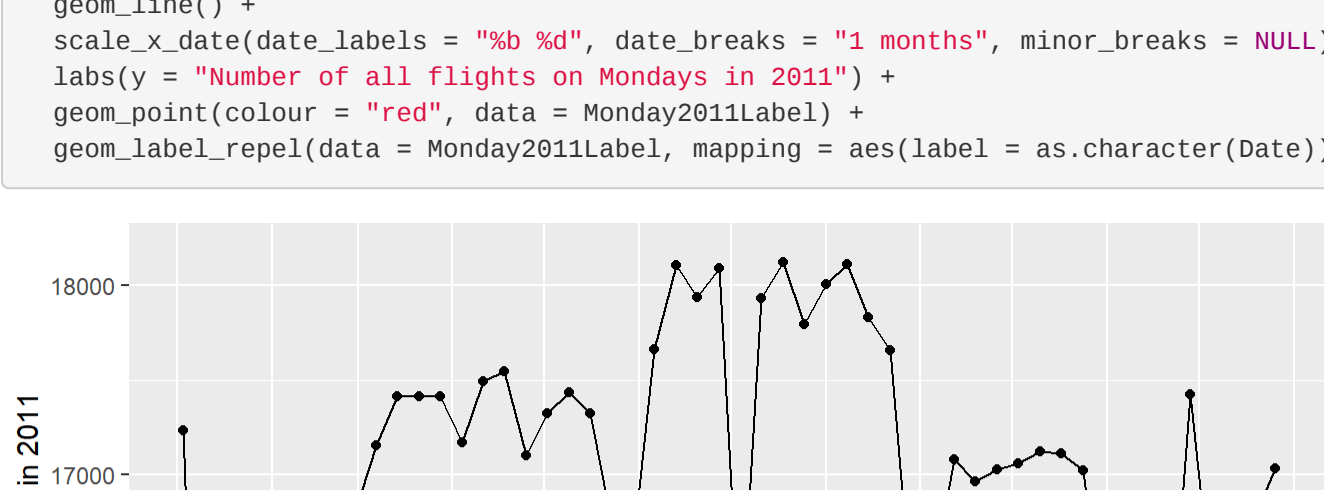 geom_line() +
scale_x_date(date_labels = "%b %d", date_breaks = "1 months", minor_breaks = NULL)
labs(y = "Number of all flights on Mondays in 2011") +
geom_point(colour = "red", data = Monday2011Label) +
geom_label_repel(data = Monday2011Label, mapping = aes(label = as.character(Date))
18000
17000
in 2011